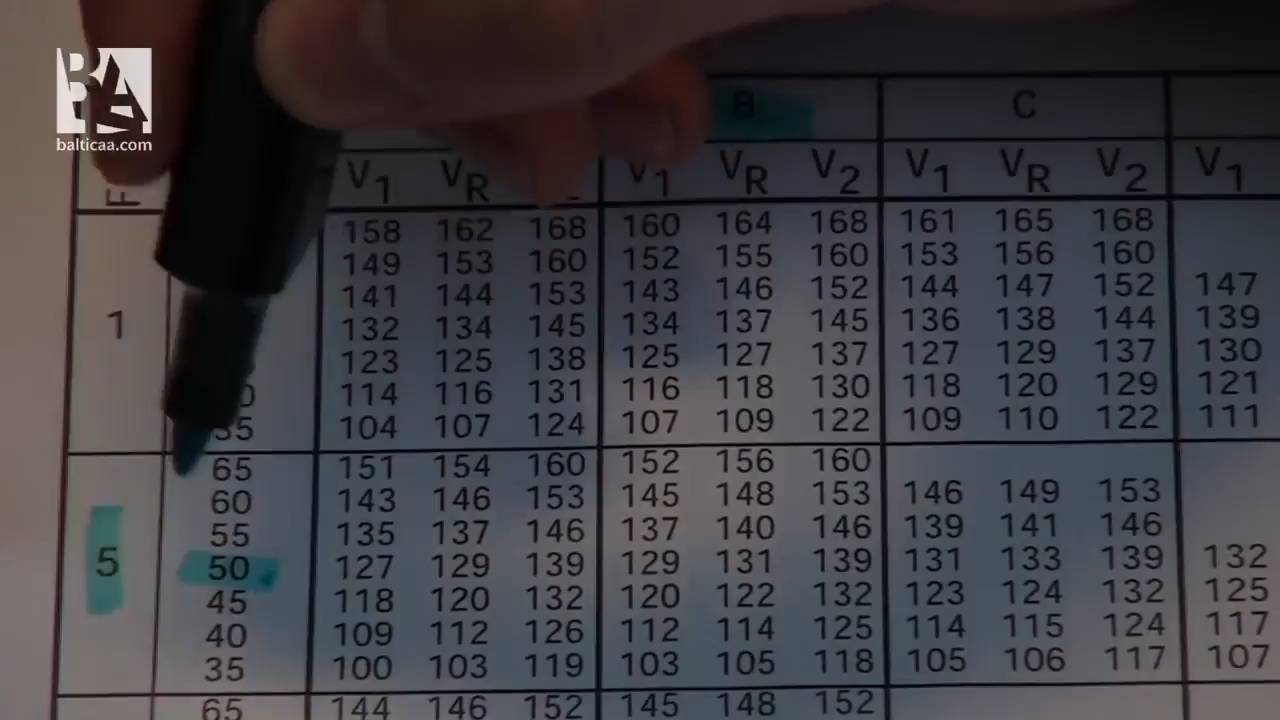 BA
balticaa.com
B C
F V1 VR V1 VR V2 V1 VR V2 V1
158 162 168 160 164 168 161 165 168
149 153 160 152 155 160 153 156 160
141 144 153 143 146 152 144 147 152 147
1 132 134 145 134 137 145 136 138 144 139
123 125 138 125 127 137 127 129 137 130
114 116 131 116 118 130 118 120 129 121
35 104 107 124 107 109 122 109 110 122 111
65 151 154 160 152 156 160
60 143 146 153 145 148 153 146 149 153
55 135 137 146 137 140 146 139 141 146
5 50 127 129 139 129 131 139 131 133 139 132
45 118 120 132 120 122 132 123 124 132 125
40 109 112 126 112 114 125 114 115 124 117
35 100 103 119 103 105 118 105 106 117 107
65 144 146 152 145 148 152